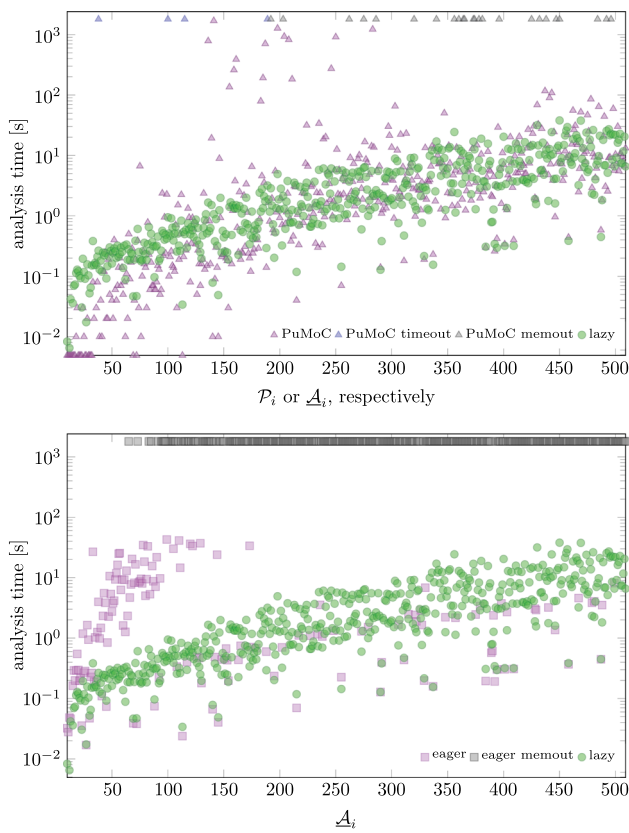 10³
10²
10¹
10⁰
10⁻¹
10⁻²
analysis time [s]
PuMoC PuMoC timeout PuMoC memout lazy
50 100 150 200 250 300 350 400 450 500
𝒫ᵢ or 𝒜ᵢ, respectively
10³
10²
10¹
10⁰
10⁻¹
10⁻²
analysis time [s]
eager eager memout lazy
50 100 150 200 250 300 350 400 450 500
𝒜ᵢ